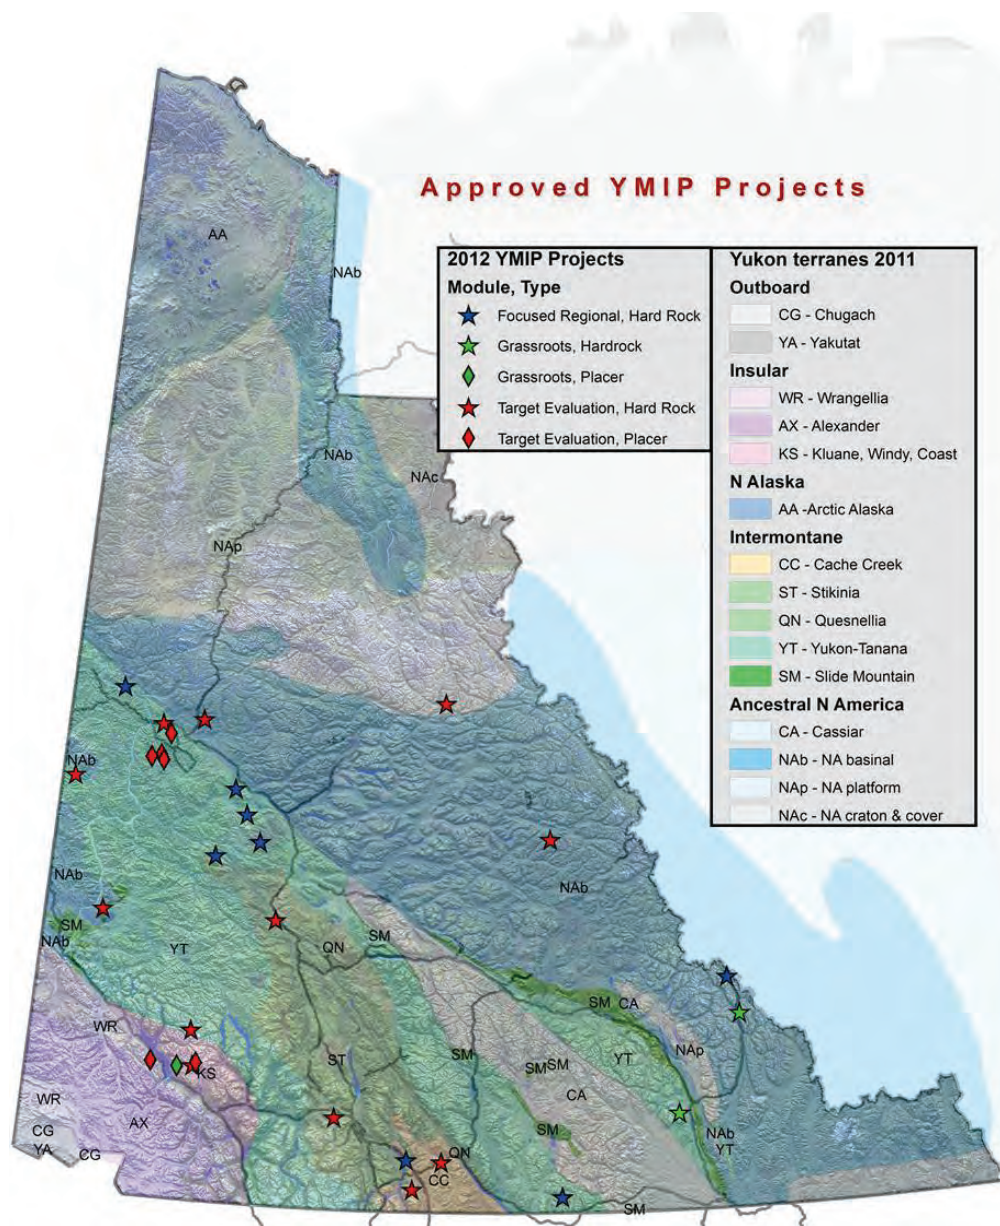 Approved YMIP Projects
2012 YMIP Projects
Module, Type
Focused Regional, Hard Rock
Grassroots, Hardrock
Grassroots, Placer
Target Evaluation, Hard Rock
Target Evaluation, Placer
Yukon terranes 2011
Outboard
CG - Chugach
YA - Yakutat
Insular
WR - Wrangellia
AX - Alexander
KS - Kluane, Windy, Coast
N Alaska
AA -Arctic Alaska
Intermontane
CC - Cache Creek
ST - Stikinia
QN - Quesnellia
YT - Yukon-Tanana
SM - Slide Mountain
Ancestral N America
CA - Cassiar
NAb - NA basinal
NAp - NA platform
NAc - NA craton & cover
AA
NAb
NAb
NAc
NAp
NAb
NAb
NAb
SM
NAb
YT
QN
SM
SM CA
WR
KS
ST
SM
YT
NAp
SM
SM
CA
WR
CG
YA
CG
AX
SM
NAb
YT
QN
CC
SM